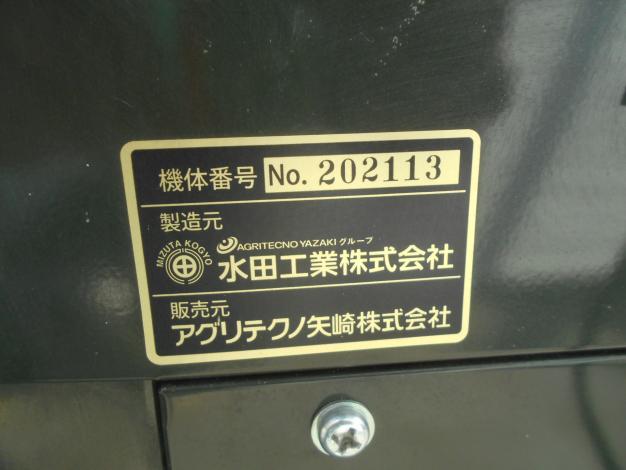 機体番号 No. 202113
製造元
MIZUTA KOGYO
AGRITECNO YAZAKI グループ
水田工業株式会社
販売元
アグリテクノ矢崎株式会社